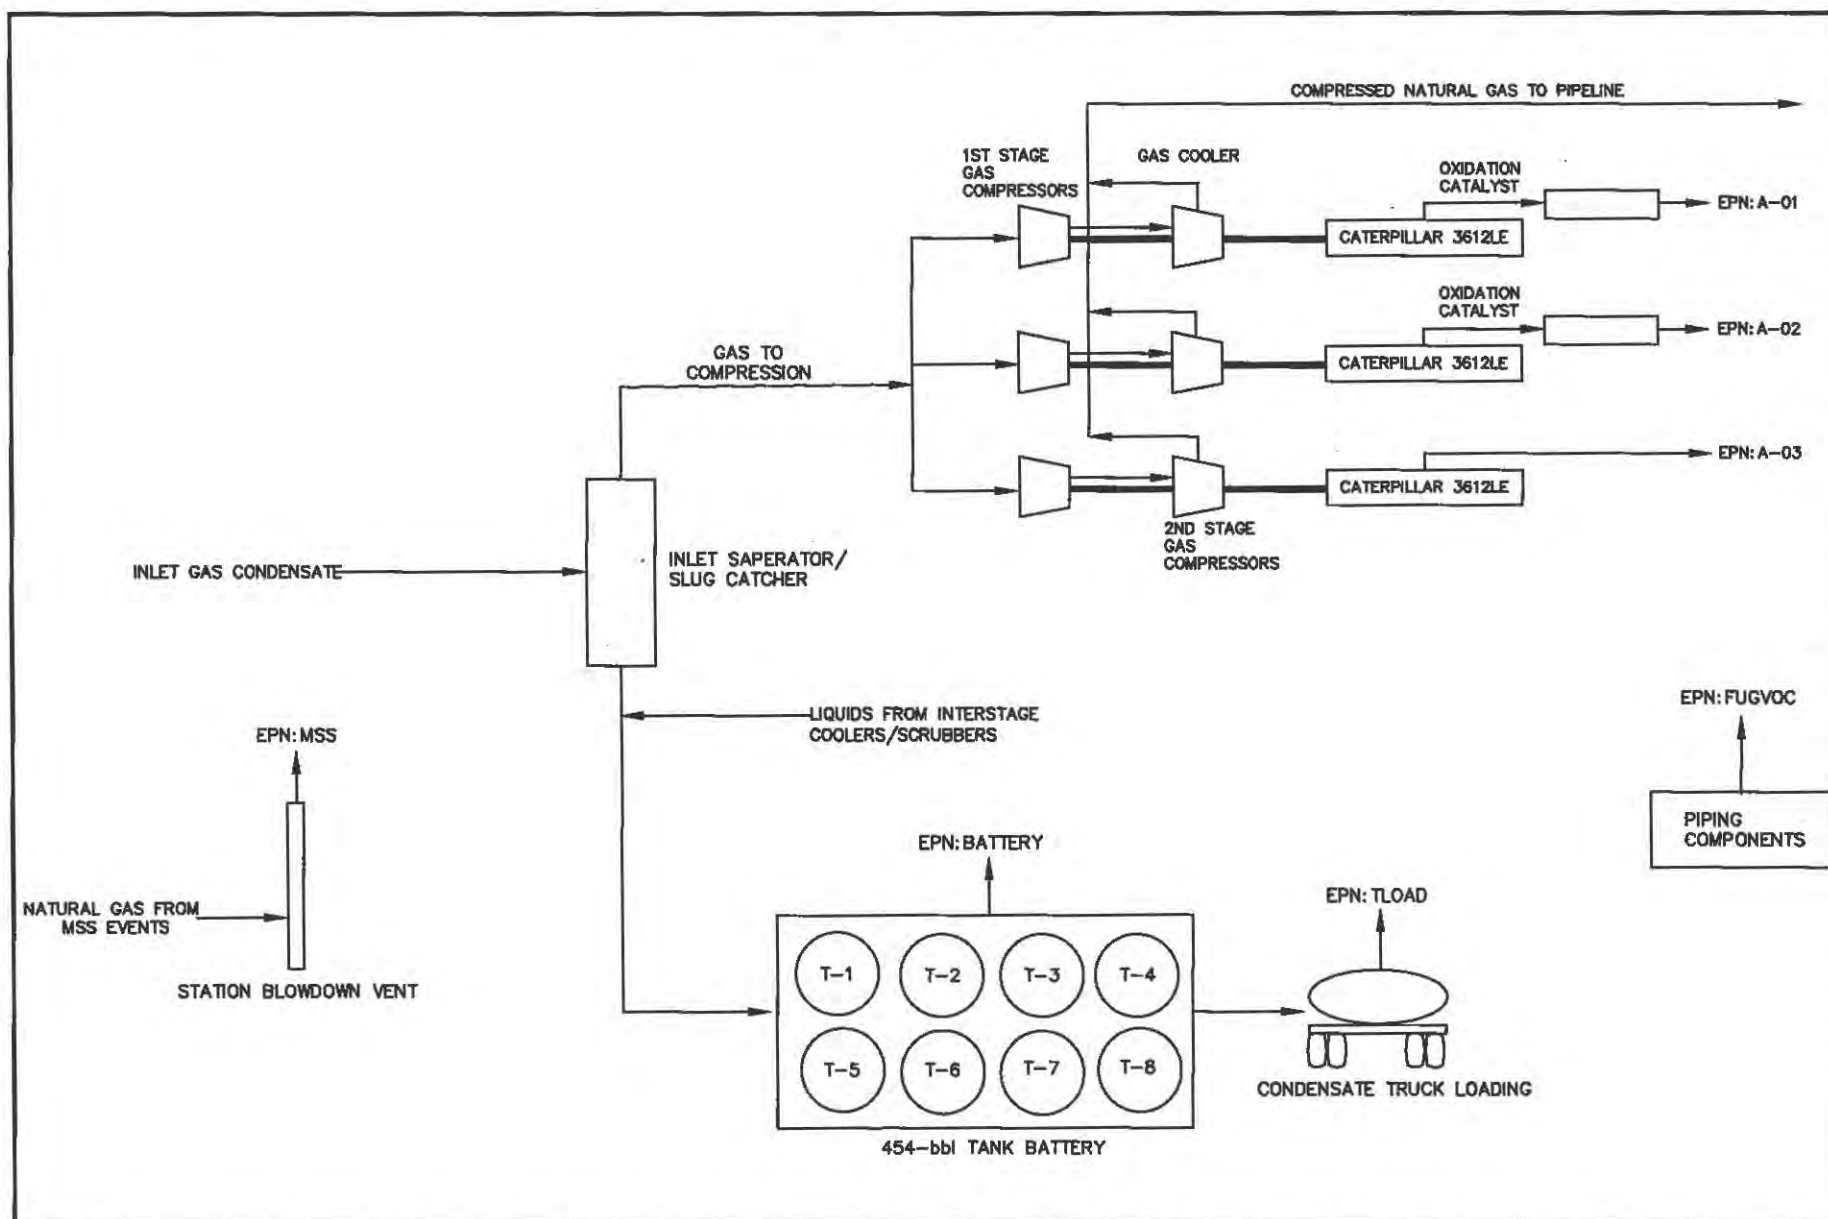 COMPRESSED NATURAL GAS TO PIPELINE
1ST STAGE
GAS
COMPRESSORS
GAS COOLER
OXIDATION
CATALYST
EPN:A-01
CATERPILLAR 3612LE
OXIDATION
CATALYST
EPN:A-02
CATERPILLAR 3612LE
GAS TO
COMPRESSION
EPN:A-03
CATERPILLAR 3612LE
2ND STAGE
GAS
COMPRESSORS
INLET GAS CONDENSATE
INLET SAPERATOR/
SLUG CATCHER
LIQUIDS FROM INTERSTAGE
COOLERS/SCRUBBERS
EPN:MSS
NATURAL GAS FROM
MSS EVENTS
STATION BLOWDOWN VENT
EPN:FUGVOC
PIPING
COMPONENTS
EPN:BATTERY
T-1 T-2 T-3 T-4
T-5 T-6 T-7 T-8
454-bbl TANK BATTERY
EPN:TLOAD
CONDENSATE TRUCK LOADING